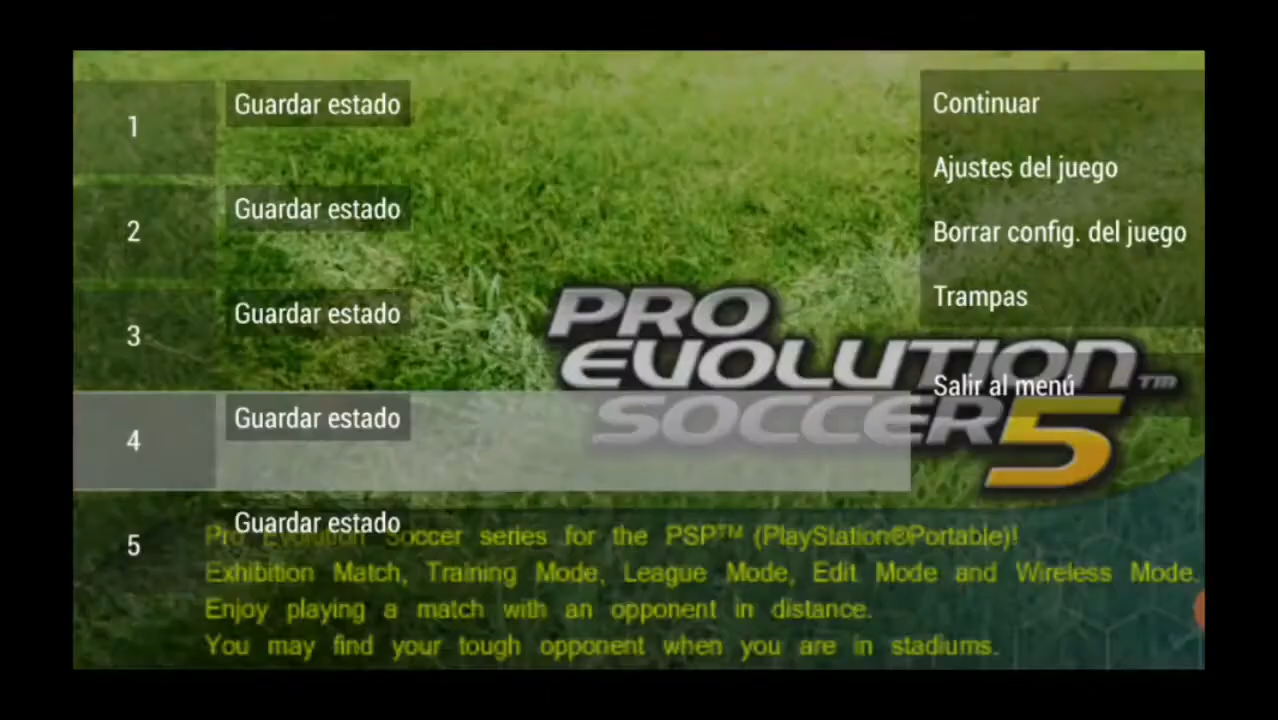 1
Guardar estado
2
Guardar estado
3
Guardar estado
4
Guardar estado
5
Guardar estado
Continuar
Ajustes del juego
Borrar config. del juego
Trampas
Salir al menú
PRO
EVOLUTION™
SOCCER 5
Pro Evolution Soccer series for the PSP™ (PlayStation®Portable)!
Exhibition Match, Training Mode, League Mode, Edit Mode and Wireless Mode.
Enjoy playing a match with an opponent in distance.
You may find your tough opponent when you are in stadiums.